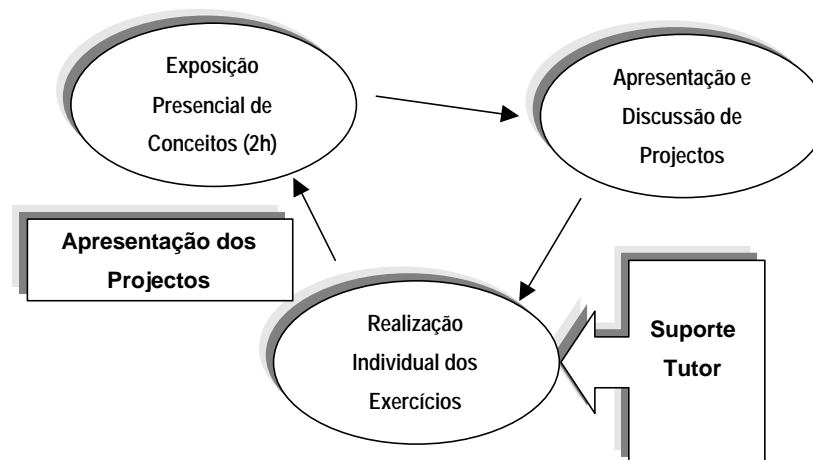 Exposição
Presencial de
Conceitos (2h)
Apresentação e
Discussão de
Projectos
Apresentação dos
Projectos
Realização
Individual dos
Exercícios
Suporte
Tutor